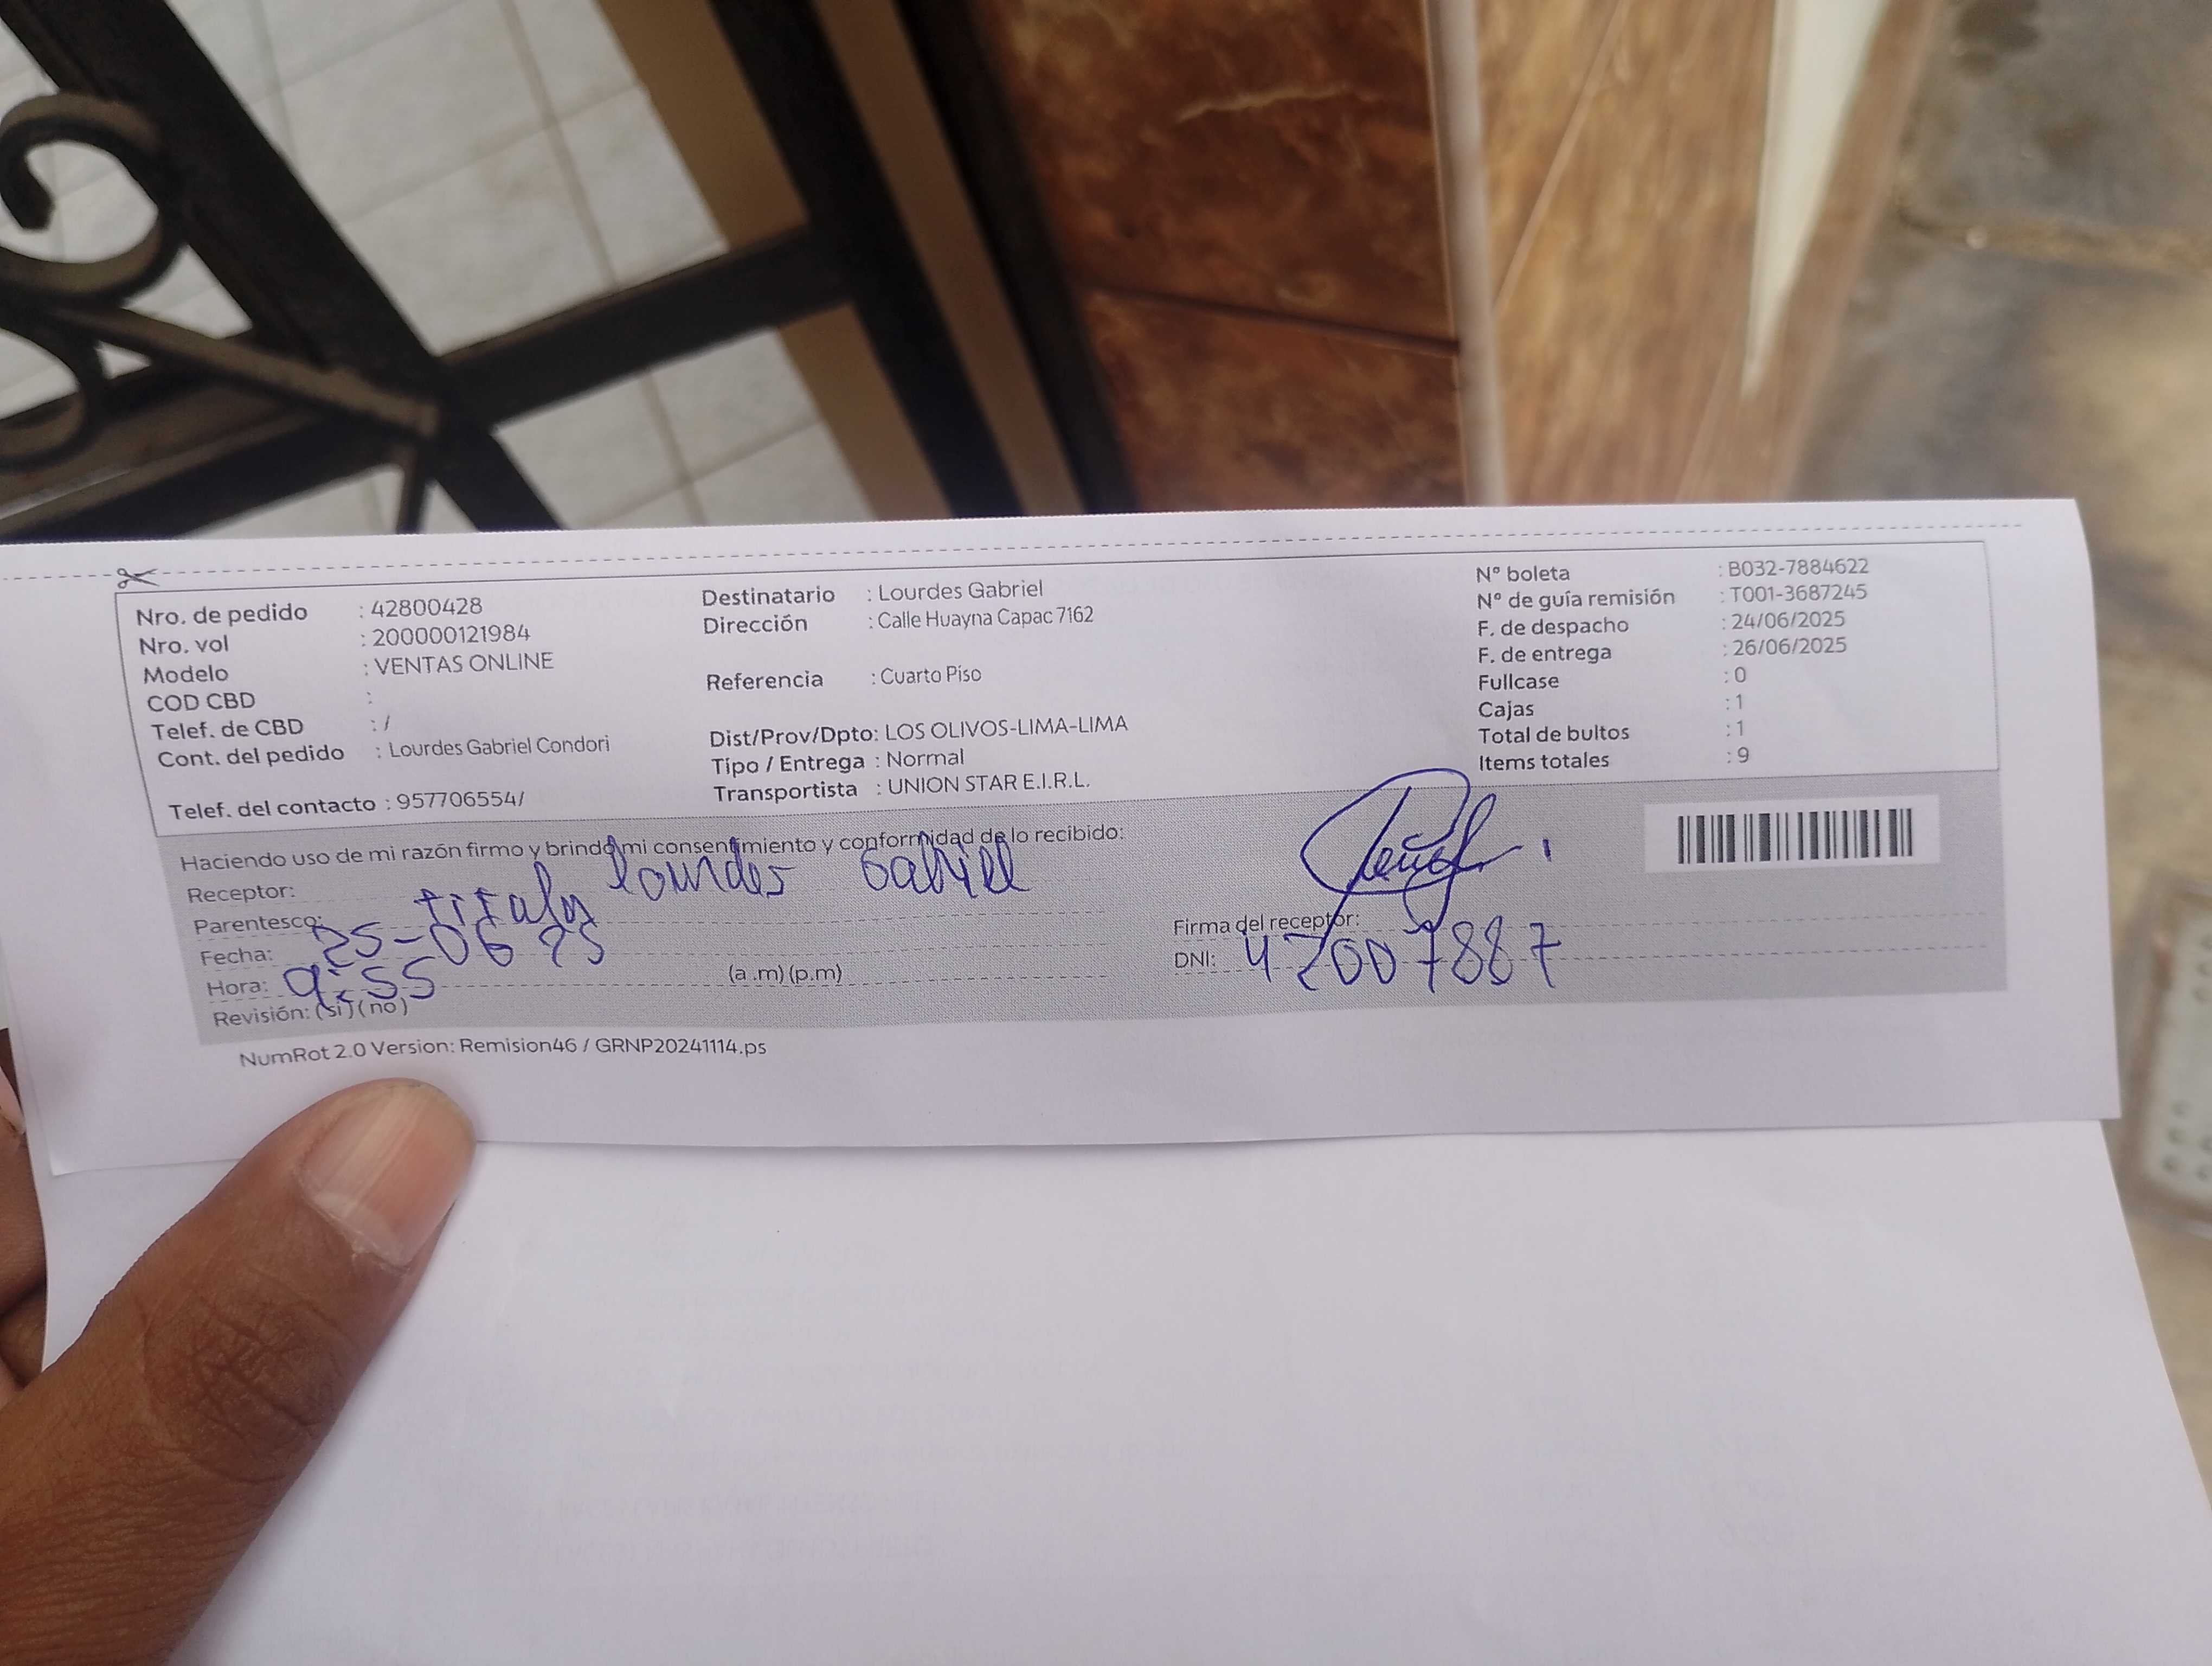 Nro. de pedido : 42800428
Nro. vol : 200000121984
Modelo : VENTAS ONLINE
COD CBD :
Telef. de CBD : /
Cont. del pedido : Lourdes Gabriel Condori
Telef. del contacto : 957706554/
Destinatario : Lourdes Gabriel
Dirección : Calle Huayna Capac 7162
Referencia : Cuarto Piso
Dist/Prov/Dpto: LOS OLIVOS-LIMA-LIMA
Tipo / Entrega : Normal
Transportista : UNION STAR E.I.R.L.
Nº boleta : B032-7884622
Nº de guía remisión : T001-3687245
F. de despacho : 24/06/2025
F. de entrega : 26/06/2025
Fullcase : 0
Cajas : 1
Total de bultos : 1
Items totales : 9
Haciendo uso de mi razón firmo y brindo mi consentimiento y conformidad de lo recibido:
Receptor: lourdes Gabriel
Parentesco:
Fecha: 25-06 25
Hora: 9:55 (a .m) (p.m)
Revisión: (si) (no)
Firma del receptor:
DNI: 42007887
NumRot 2.0 Version: Remision46 / GRNP20241114.ps